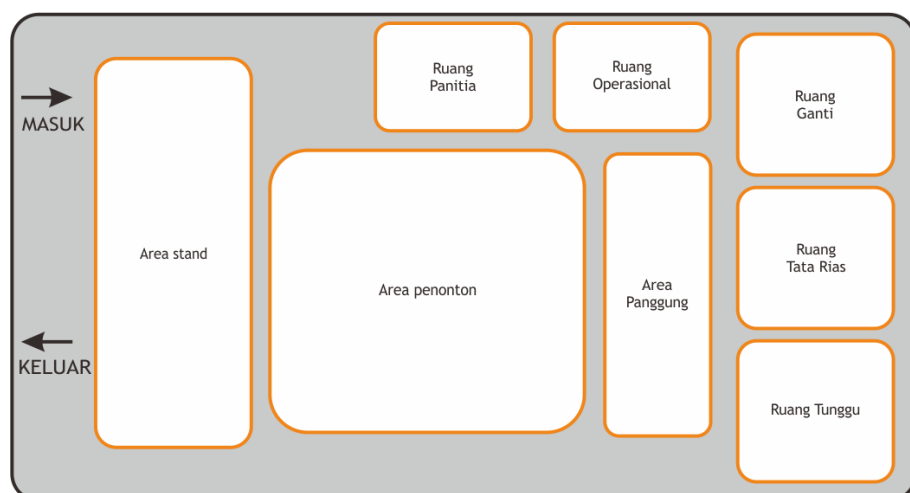 Ruang
Panitia
Ruang
Operasional
Ruang
Ganti
MASUK
Area stand
Area penonton
Area
Panggung
Ruang
Tata Rias
KELUAR
Ruang Tunggu